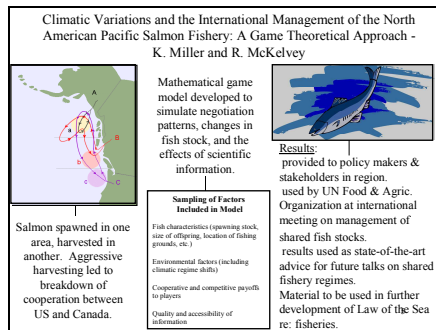 Climatic Variations and the International Management of the North
American Pacific Salmon Fishery: A Game Theoretical Approach -
K. Miller and R. McKelvey
A
a
B
b
c
C
Salmon spawned in one
area, harvested in
another. Aggressive
harvesting led to
breakdown of
cooperation between
US and Canada.
Mathematical game
model developed to
simulate negotiation
patterns, changes in
fish stock, and the
effects of scientific
information.
Sampling of Factors
Included in Model
Fish characteristics (spawning stock,
size of offspring, location of fishing
grounds, etc.)
Environmental factors (including
climatic regime shifts)
Cooperative and competitive payoffs
to players
Quality and accessibility of
information
Results:
provided to policy makers &
stakeholders in region.
used by UN Food & Agric.
Organization at international
meeting on management of
shared fish stocks.
results used as state-of-the-art
advice for future talks on shared
fishery regimes.
Material to be used in further
development of Law of the Sea
re: fisheries.